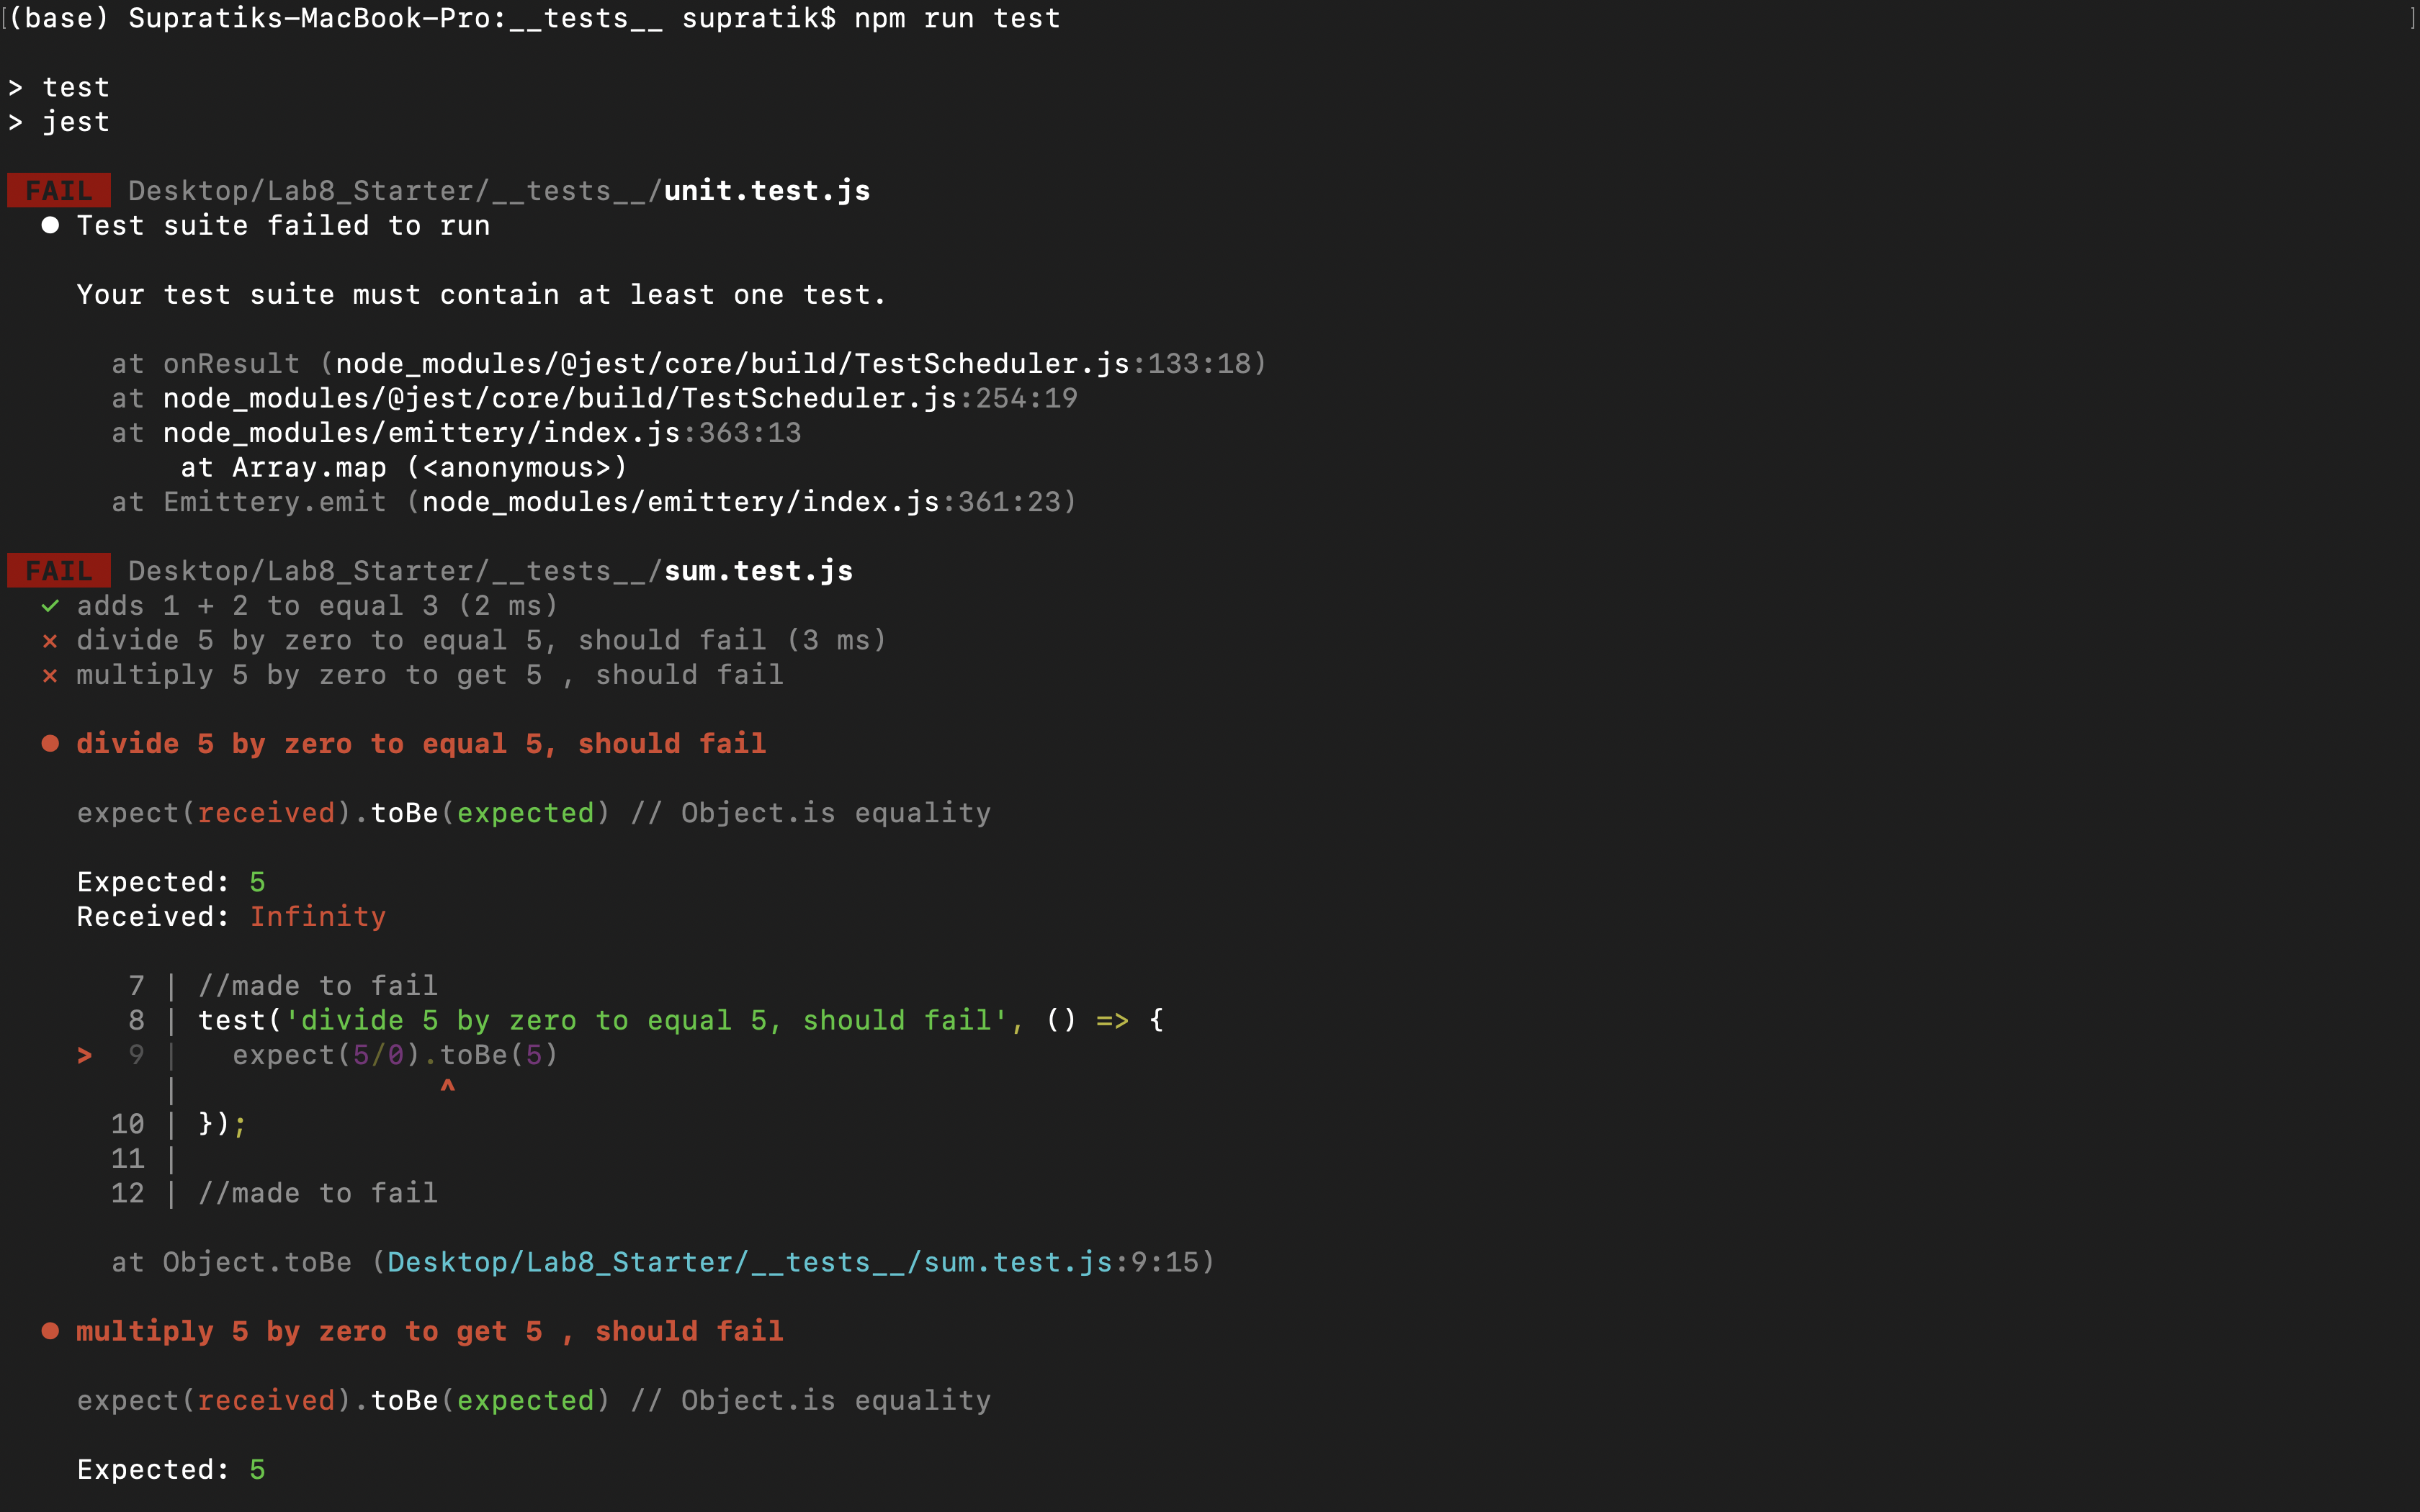 (base) Supratiks-MacBook-Pro:__tests__ supratik$ npm run test
> test
> jest
FAIL Desktop/Lab8_Starter/__tests__/unit.test.js
● Test suite failed to run
Your test suite must contain at least one test.
at onResult (node_modules/@jest/core/build/TestScheduler.js:133:18)
at node_modules/@jest/core/build/TestScheduler.js:254:19
at node_modules/emittery/index.js:363:13
at Array.map (<anonymous>)
at Emittery.emit (node_modules/emittery/index.js:361:23)
FAIL Desktop/Lab8_Starter/__tests__/sum.test.js
✓ adds 1 + 2 to equal 3 (2 ms)
✕ divide 5 by zero to equal 5, should fail (3 ms)
✕ multiply 5 by zero to get 5 , should fail
● divide 5 by zero to equal 5, should fail
expect(received).toBe(expected) // Object.is equality
Expected: 5
Received: Infinity
7 | //made to fail
8 | test('divide 5 by zero to equal 5, should fail', () => {
> 9 | expect(5/0).toBe(5)
| ^
10 | });
11 |
12 | //made to fail
at Object.toBe (Desktop/Lab8_Starter/__tests__/sum.test.js:9:15)
● multiply 5 by zero to get 5 , should fail
expect(received).toBe(expected) // Object.is equality
Expected: 5